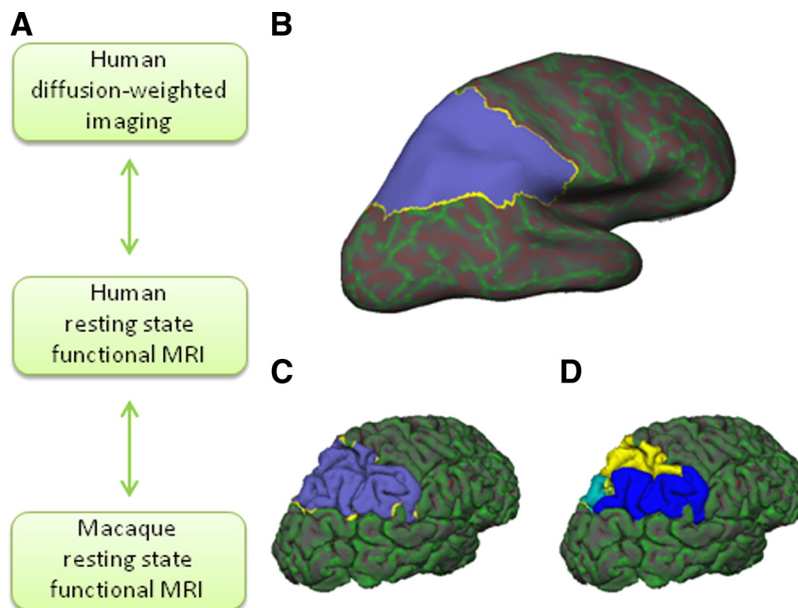 A
B
Human
diffusion-weighted
imaging
Human
resting state
functional MRI
C
D
Macaque
resting state
functional MRI